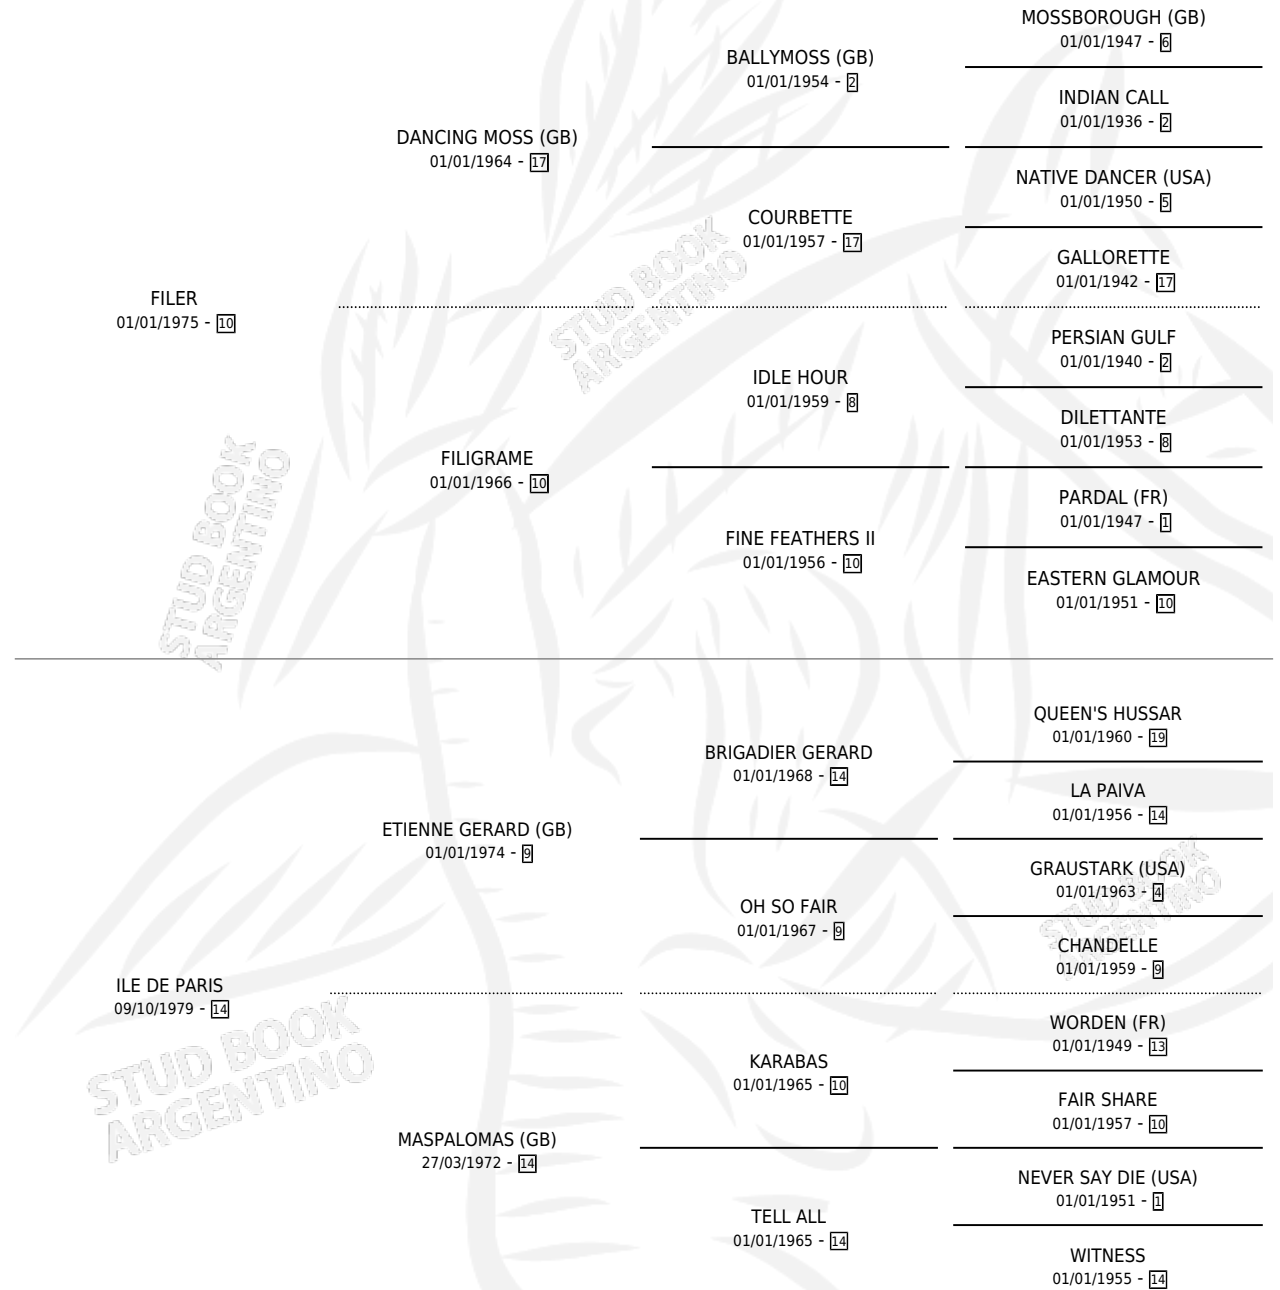 MOSSBOROUGH (GB)
01/01/1947 - 6
BALLYMOSS (GB)
01/01/1954 - 2
INDIAN CALL
01/01/1936 - 2
DANCING MOSS (GB)
01/01/1964 - 17
NATIVE DANCER (USA)
01/01/1950 - 5
COURBETTE
01/01/1957 - 17
GALLORETTE
01/01/1942 - 17
FILER
01/01/1975 - 10
PERSIAN GULF
01/01/1940 - 2
IDLE HOUR
01/01/1959 - 8
DILETTANTE
01/01/1953 - 8
FILIGRAME
01/01/1966 - 10
PARDAL (FR)
01/01/1947 - 1
FINE FEATHERS II
01/01/1956 - 10
EASTERN GLAMOUR
01/01/1951 - 10
QUEEN'S HUSSAR
01/01/1960 - 19
BRIGADIER GERARD
01/01/1968 - 14
LA PAIVA
01/01/1956 - 14
ETIENNE GERARD (GB)
01/01/1974 - 9
GRAUSTARK (USA)
01/01/1963 - 4
OH SO FAIR
01/01/1967 - 9
CHANDELLE
01/01/1959 - 9
ILE DE PARIS
09/10/1979 - 14
WORDEN (FR)
01/01/1949 - 13
KARABAS
01/01/1965 - 10
FAIR SHARE
01/01/1957 - 10
MASPALOMAS (GB)
27/03/1972 - 14
NEVER SAY DIE (USA)
01/01/1951 - 1
TELL ALL
01/01/1965 - 14
WITNESS
01/01/1955 - 14
STUD BOOK
ARGENTINO
STUD BOOK
ARGENTINO
STUD BOOK
ARGENTINO
STUD BOOK
ARGENTINO